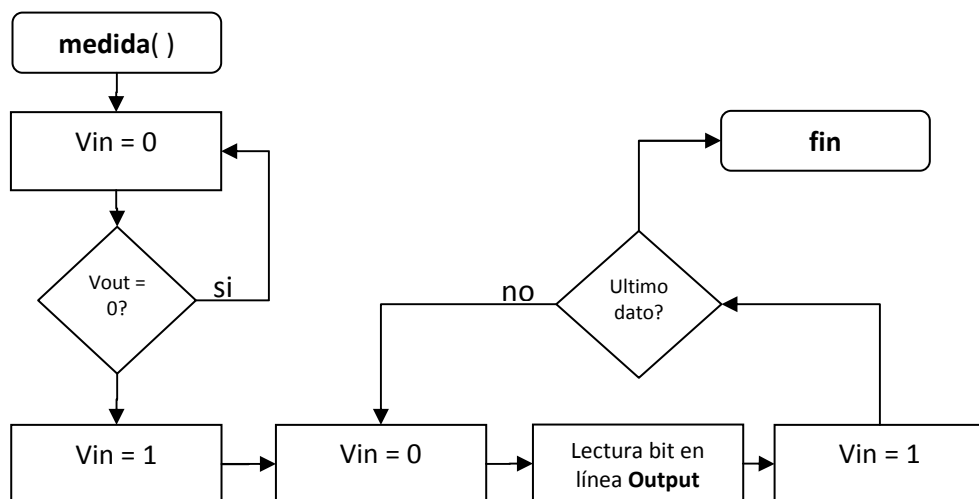 medida( )
Vin = 0
Vout =
0?
si
Vin = 1
Vin = 0
Lectura bit en
línea Output
Vin = 1
Ultimo
dato?
no
fin